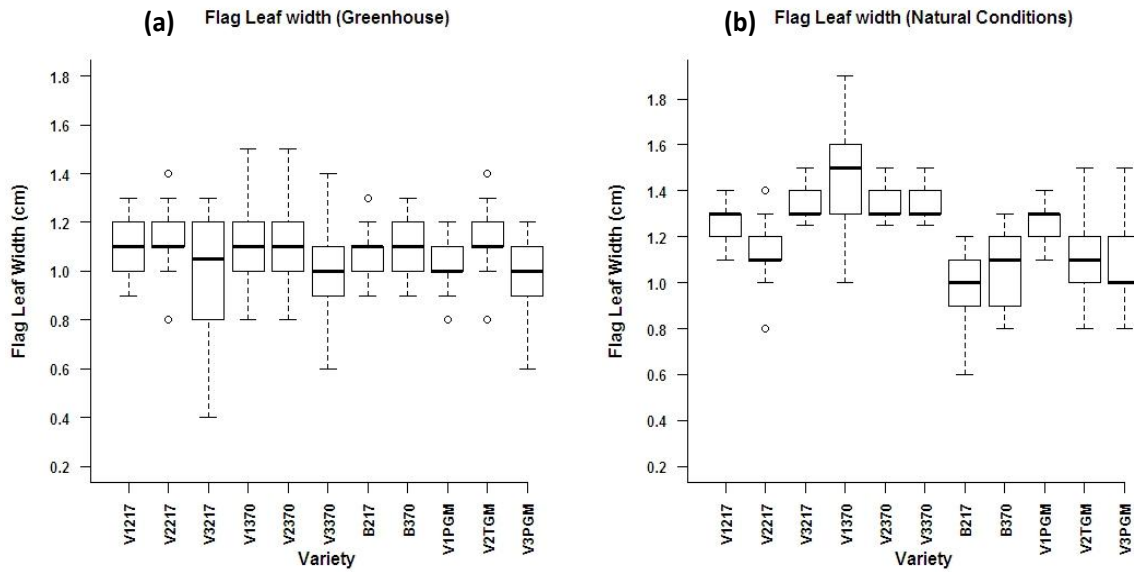 (a) Flag Leaf width (Greenhouse)
Flag Leaf Width (cm)
1.8
1.6
1.4
1.2
1.0
0.8
0.6
0.4
0.2
V1217 V2217 V3217 V1370 V2370 V3370 B217 B370 V1PGM V2TGM V3PGM
Variety
(b) Flag Leaf width (Natural Conditions)
Flag Leaf Width (cm)
1.8
1.6
1.4
1.2
1.0
0.8
0.6
0.4
0.2
V1217 V2217 V3217 V1370 V2370 V3370 B217 B370 V1PGM V2TGM V3PGM
Variety